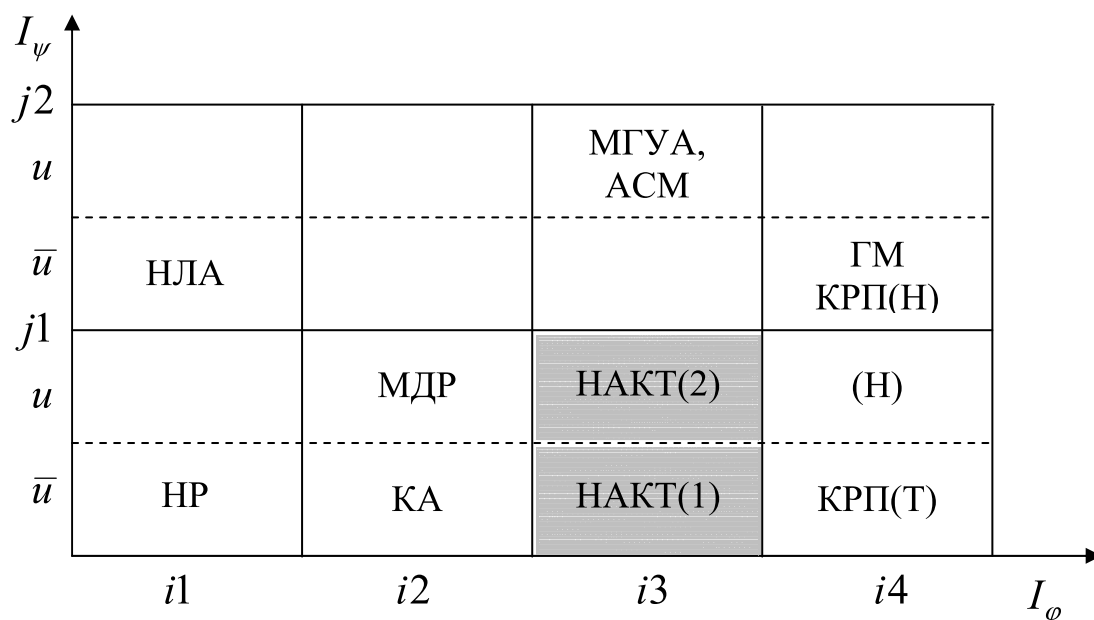 I_ψ
j2
u
МГУА,
АСМ
u̅
НЛА
ГМ
КРП(Н)
j1
u
МДР
НАКТ(2)
(Н)
u̅
НР
КА
НАКТ(1)
КРП(Т)
i1
i2
i3
i4
I_φ